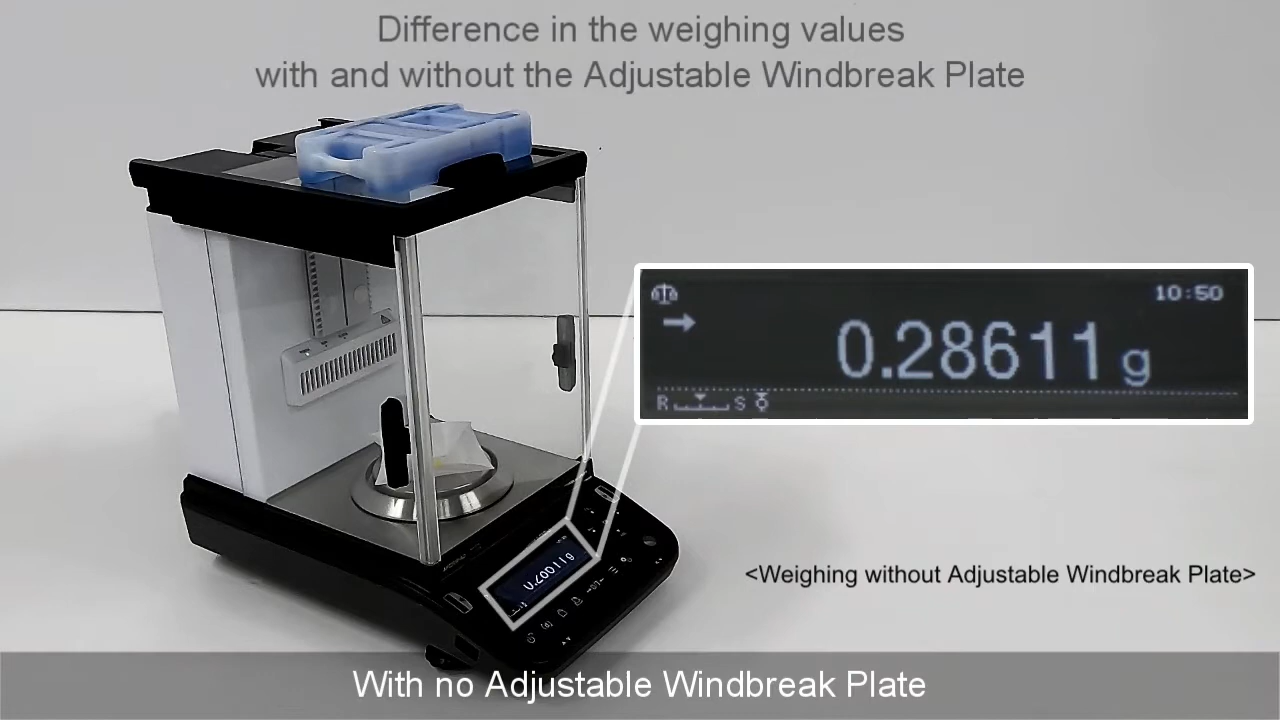 Difference in the weighing values
with and without the Adjustable Windbreak Plate
10:50
0.28611 g
R S
<Weighing without Adjustable Windbreak Plate>
With no Adjustable Windbreak Plate